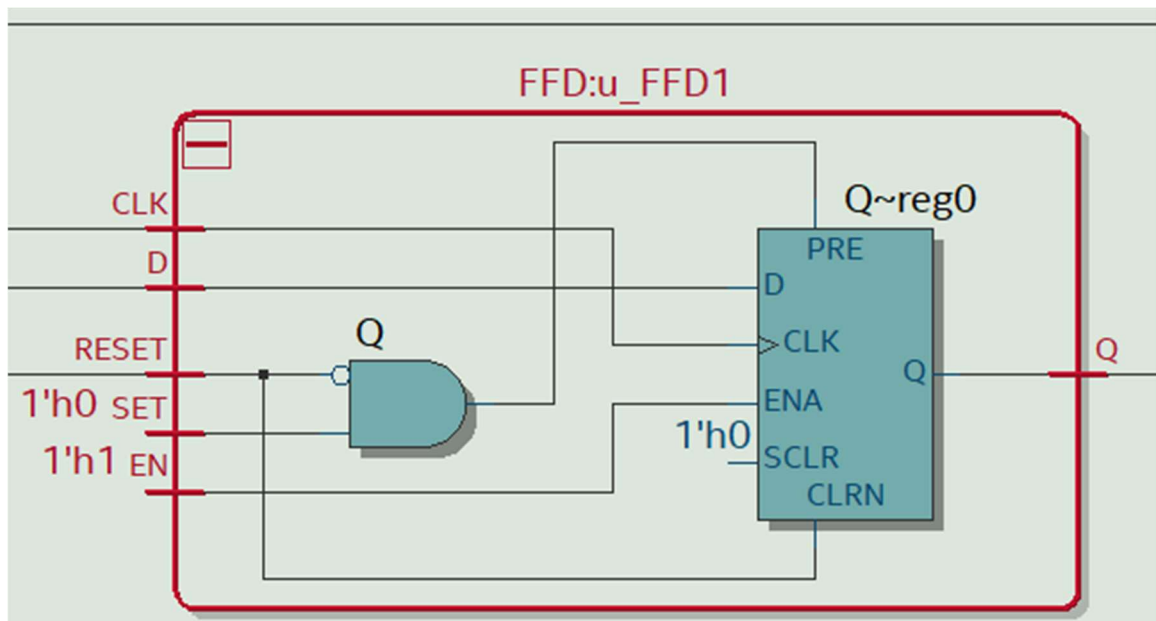 FFD:u_FFD1
CLK
D
RESET
1'h0 SET
1'h1 EN
Q
Q~reg0
PRE
D
CLK
ENA
1'h0
SCLR
CLRN
Q
Q